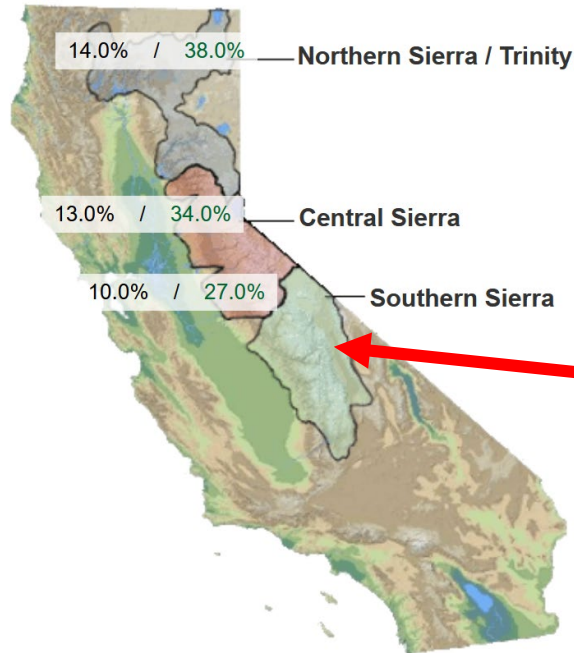 14.0% / 38.0% Northern Sierra / Trinity
13.0% / 34.0% Central Sierra
10.0% / 27.0% Southern Sierra